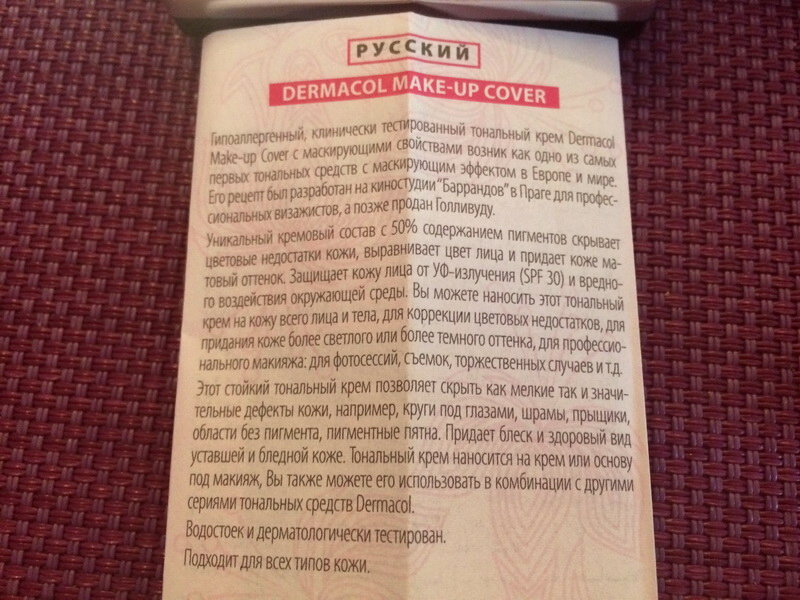 РУССКИЙ
DERMACOL MAKE-UP COVER
Гипоаллергенный, клинически тестированный тональный крем Dermacol
Make-up Cover с маскирующими свойствами возник как одно из самых
первых тональных средств с маскирующим эффектом в Европе и мире.
Его рецепт был разработан на киностудии "Баррандов" в Праге для профес-
сиональных визажистов, а позже продан Голливуду.
Уникальный кремовый состав с 50% содержанием пигментов скрывает
цветовые недостатки кожи, выравнивает цвет лица и придает коже ма-
товый оттенок. Защищает кожу лица от УФ-излучения (SPF 30) и вредно-
го воздействия окружающей среды. Вы можете наносить этот тональный
крем на кожу всего лица и тела, для коррекции цветовых недостатков, для
придания коже более светлого или более темного оттенка, для профессио-
нального макияжа: для фотосессий, съемок, торжественных случаев и т.д.
Этот стойкий тональный крем позволяет скрыть как мелкие так и значи-
тельные дефекты кожи, например, круги под глазами, шрамы, прыщики,
области без пигмента, пигментные пятна. Придает блеск и здоровый вид
уставшей и бледной коже. Тональный крем наносится на крем или основу
под макияж, Вы также можете его использовать в комбинации с другими
сериями тональных средств Dermacol.
Водостоек и дерматологически тестирован.
Подходит для всех типов кожи.